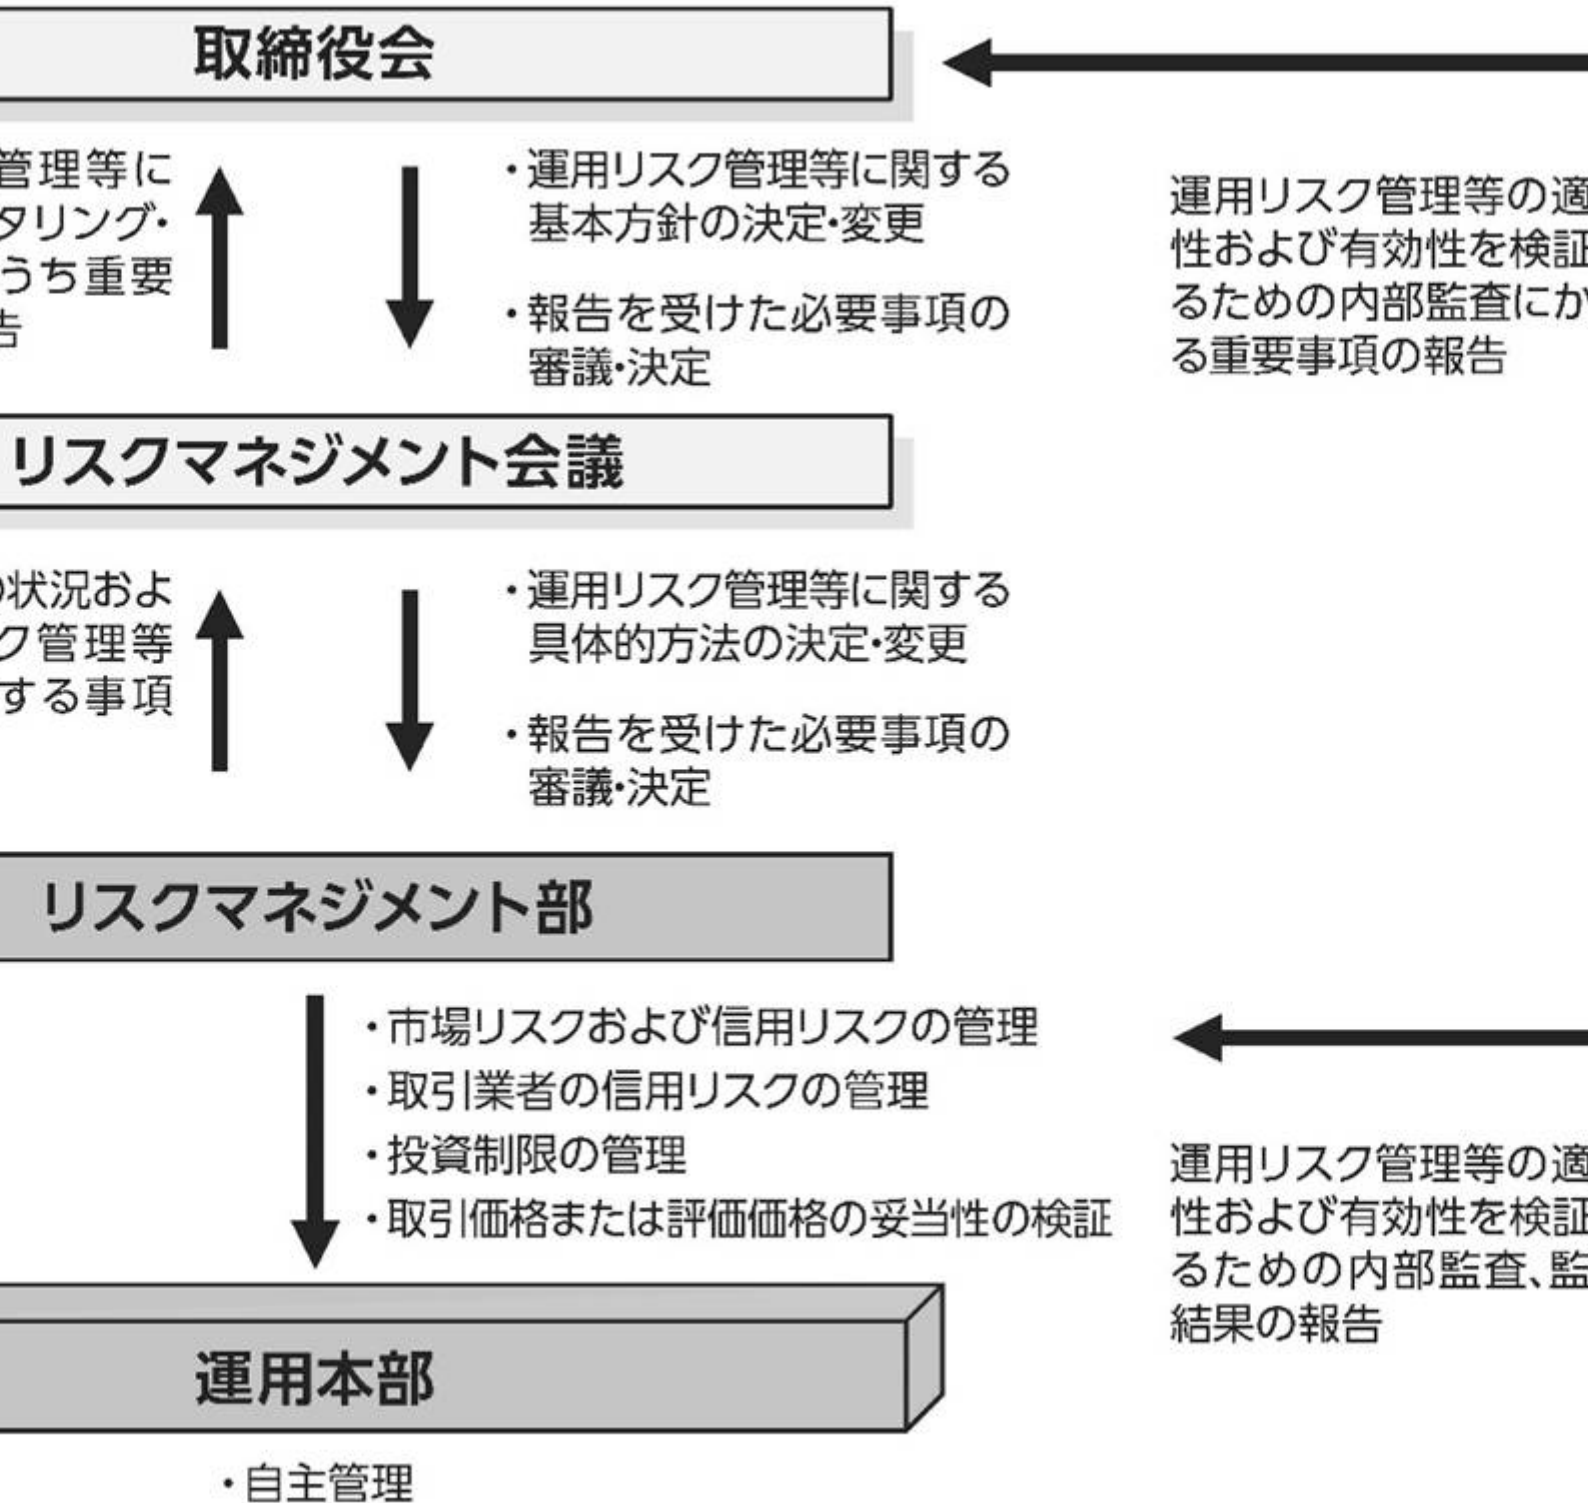 取締役会
管理等に
タリング・
うち重要
告
・運用リスク管理等に関する
基本方針の決定・変更
・報告を受けた必要事項の
審議・決定
運用リスク管理等の適
性および有効性を検証
るための内部監査にか
る重要事項の報告
リスクマネジメント会議
の状況およ
ク管理等
する事項
・運用リスク管理等に関する
具体的方法の決定・変更
・報告を受けた必要事項の
審議・決定
リスクマネジメント部
・市場リスクおよび信用リスクの管理
・取引業者の信用リスクの管理
・投資制限の管理
・取引価格または評価価格の妥当性の検証
運用リスク管理等の適
性および有効性を検証
るための内部監査、監
結果の報告
運用本部
・自主管理